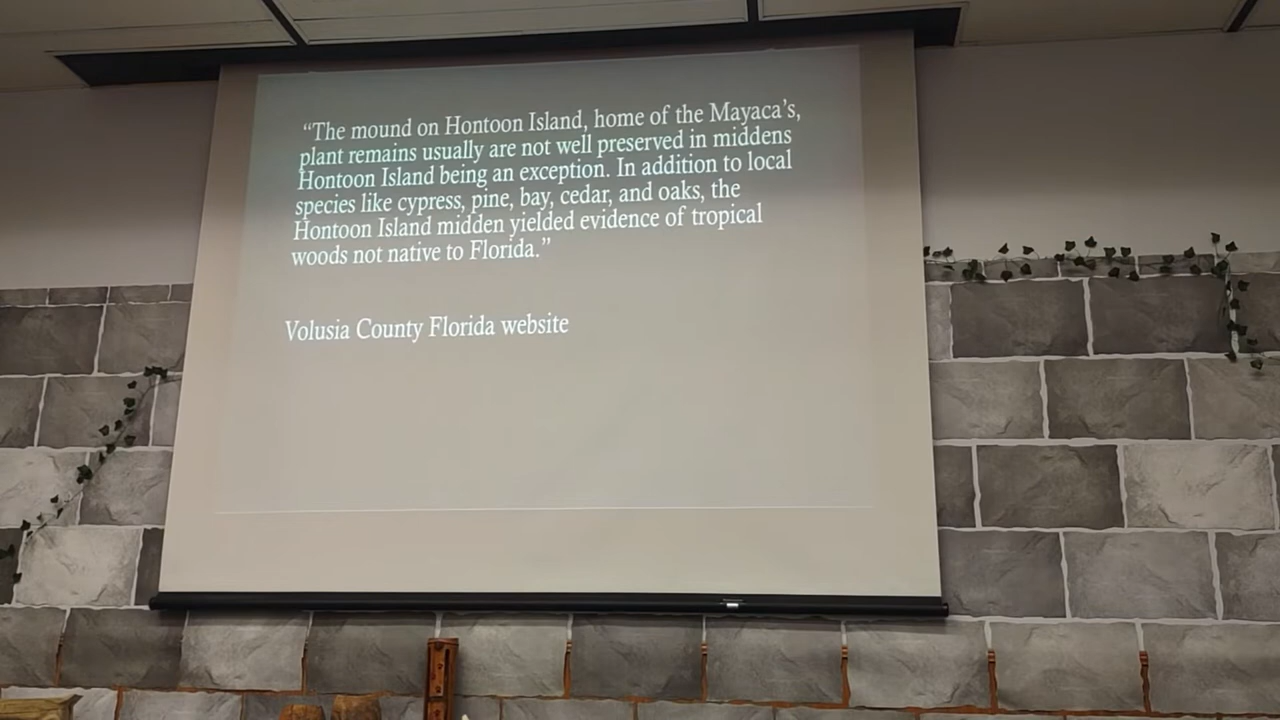 “The mound on Hontoon Island, home of the Mayaca’s,
plant remains usually are not well preserved in middens
Hontoon Island being an exception. In addition to local
species like cypress, pine, bay, cedar, and oaks, the
Hontoon Island midden yielded evidence of tropical
woods not native to Florida.”
Volusia County Florida website